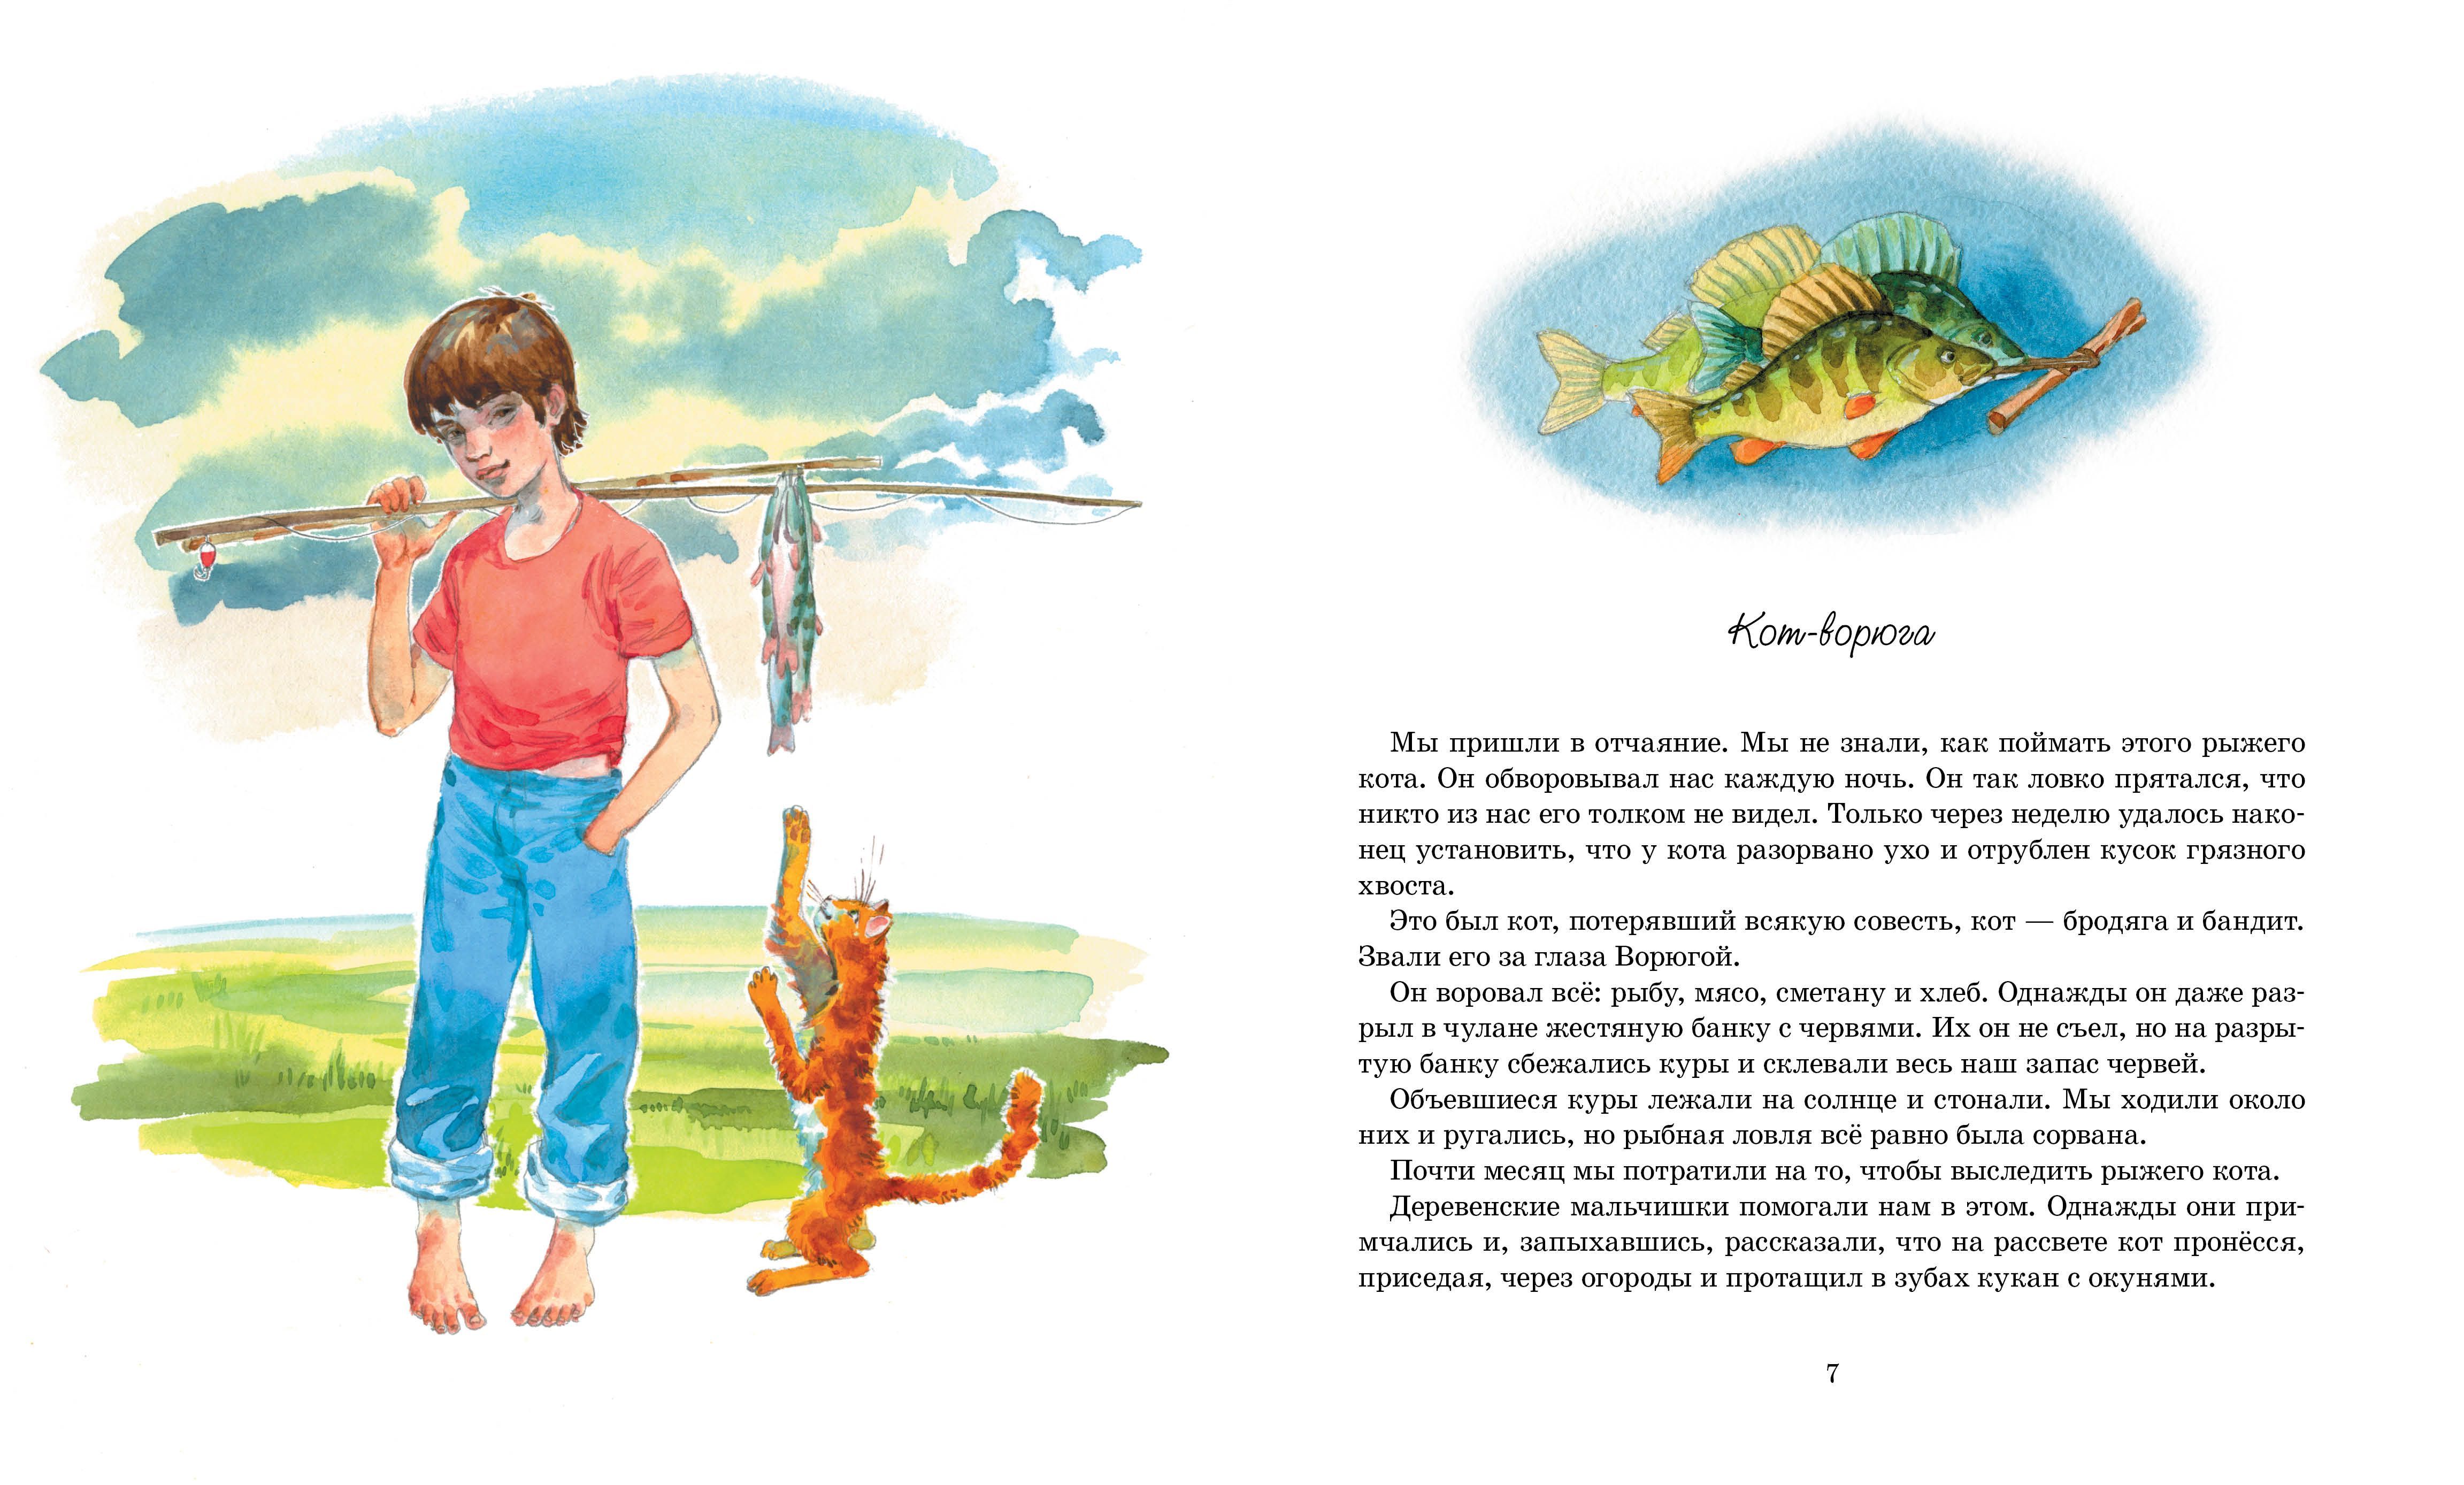 Кот-ворюга
Мы пришли в отчаяние. Мы не знали, как поймать этого рыжего
кота. Он обворовывал нас каждую ночь. Он так ловко прятался, что
никто из нас его толком не видел. Только через неделю удалось нако-
нец установить, что у кота разорвано ухо и отрублен кусок грязного
хвоста.
Это был кот, потерявший всякую совесть, кот — бродяга и бандит.
Звали его за глаза Ворюгой.
Он воровал всё: рыбу, мясо, сметану и хлеб. Однажды он даже раз-
рыл в чулане жестяную банку с червями. Их он не съел, но на разры-
тую банку сбежались куры и склевали весь наш запас червей.
Объевшиеся куры лежали на солнце и стонали. Мы ходили около
них и ругались, но рыбная ловля всё равно была сорвана.
Почти месяц мы потратили на то, чтобы выследить рыжего кота.
Деревенские мальчишки помогали нам в этом. Однажды они при-
мчались и, запыхавшись, рассказали, что на рассвете кот пронёсся,
приседая, через огороды и протащил в зубах кукан с окунями.
7